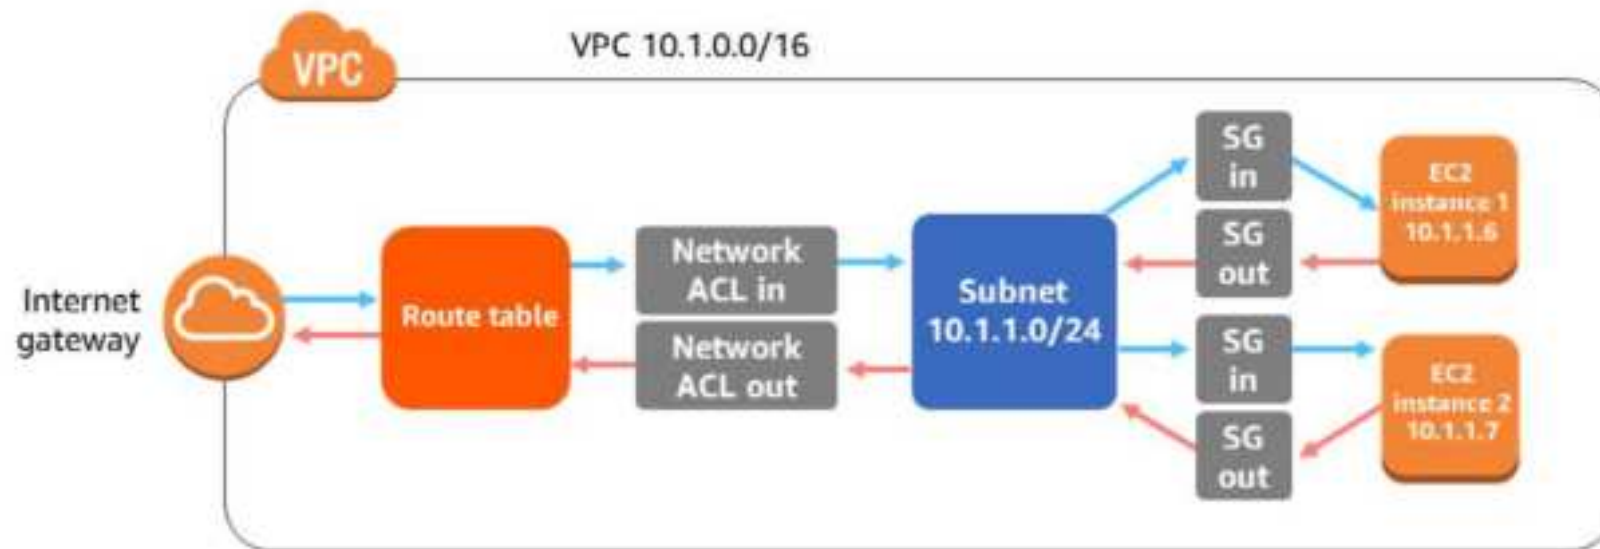 VPC
VPC 10.1.0.0/16
Internet
gateway
Route table
Network
ACL in
Network
ACL out
Subnet
10.1.1.0/24
SG
in
SG
out
SG
in
SG
out
EC2
instance 1
10.1.1.6
EC2
instance 2
10.1.1.7